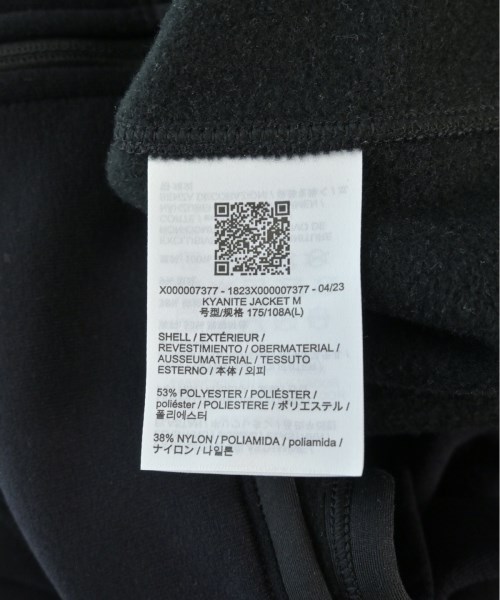 X000007377 - 1823X000007377 - 04/23
KYANITE JACKET M
号型/规格 175/108A(L)
SHELL / EXTÉRIEUR /
REVESTIMIENTO / OBERMATERIAL /
AUSSEUMATERIAL / TESSUTO
ESTERNO / 本体 / 외피
53% POLYESTER / POLIÉSTER /
poliéster / POLIESTERE / ポリエステル /
폴리에스터
38% NYLON / POLIAMIDA / poliamida /
ナイロン / 나일론